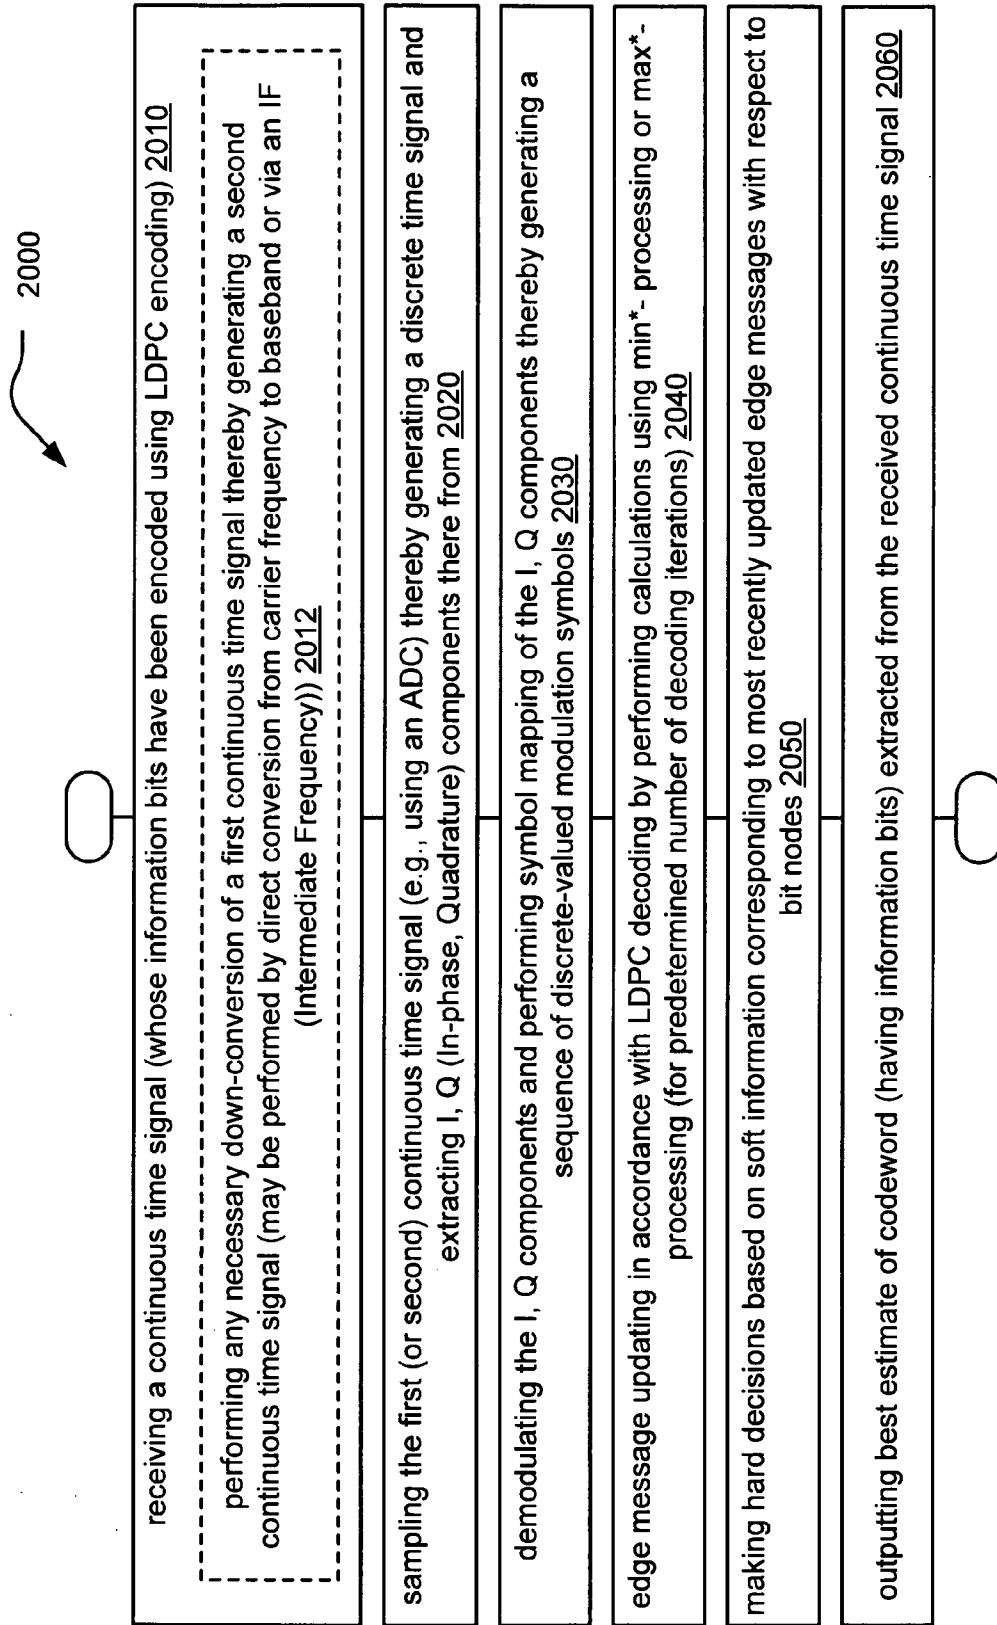 2000
receiving a continuous time signal (whose information bits have been encoded using LDPC encoding) 2010
performing any necessary down-conversion of a first continuous time signal thereby generating a second
continuous time signal (may be performed by direct conversion from carrier frequency to baseband or via an IF
(Intermediate Frequency)) 2012
sampling the first (or second) continuous time signal (e.g., using an ADC) thereby generating a discrete time signal and
extracting I, Q (In-phase, Quadrature) components there from 2020
demodulating the I, Q components and performing symbol mapping of the I, Q components thereby generating a
sequence of discrete-valued modulation symbols 2030
edge message updating in accordance with LDPC decoding by performing calculations using min*- processing or max*-
processing (for predetermined number of decoding iterations) 2040
making hard decisions based on soft information corresponding to most recently updated edge messages with respect to
bit nodes 2050
outputting best estimate of codeword (having information bits) extracted from the received continuous time signal 2060